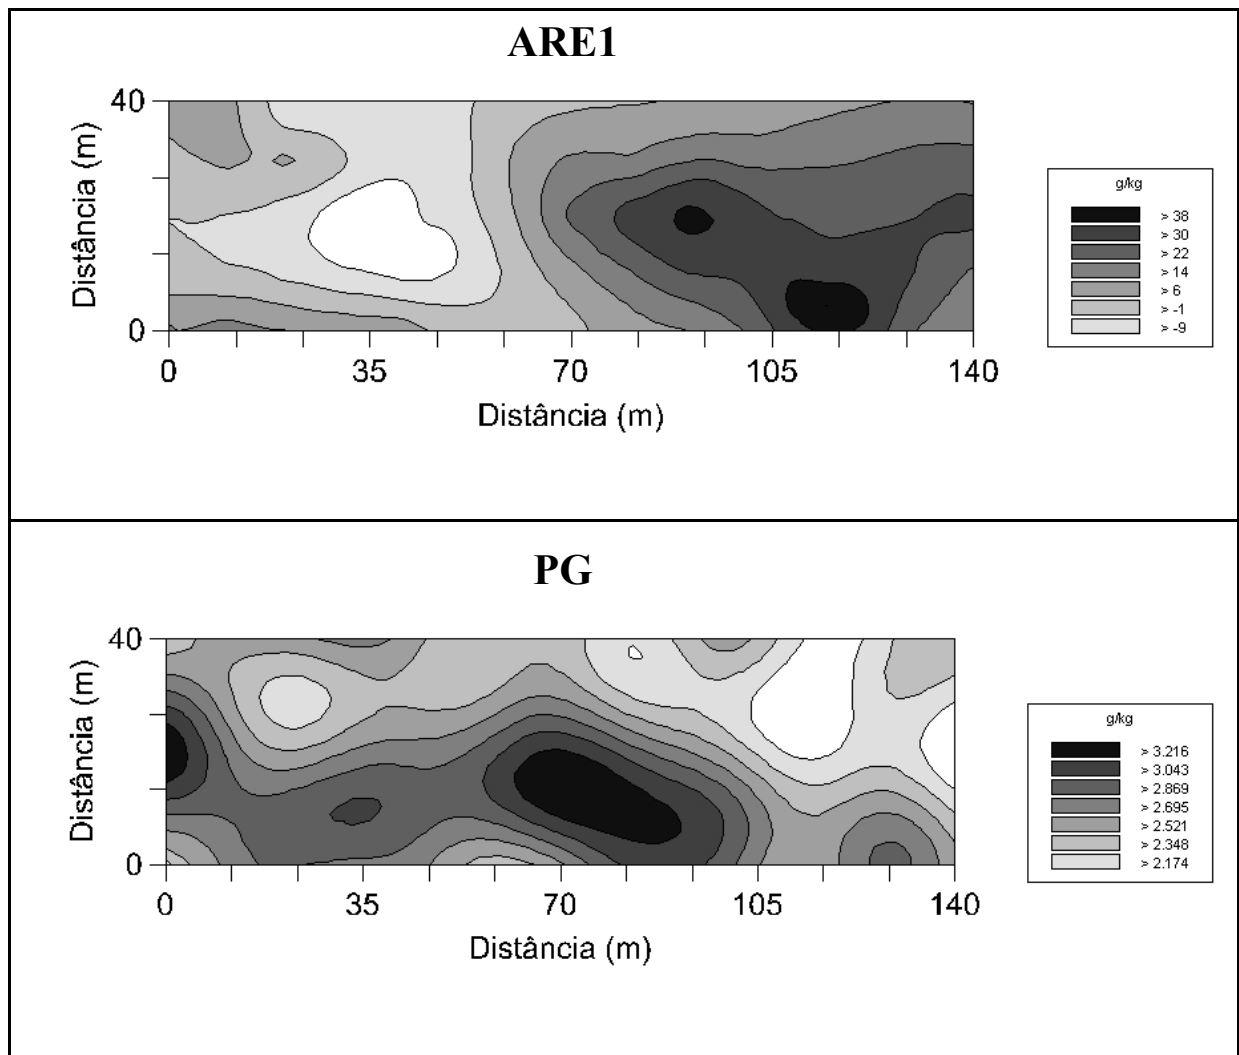 ARE1
40
Distância (m)
0
0 35 70 105 140
Distância (m)
g/kg
> 38
> 30
> 22
> 14
> 6
> -1
> -9
PG
40
Distância (m)
0
0 35 70 105 140
Distância (m)
g/kg
> 3.216
> 3.043
> 2.869
> 2.695
> 2.521
> 2.348
> 2.174